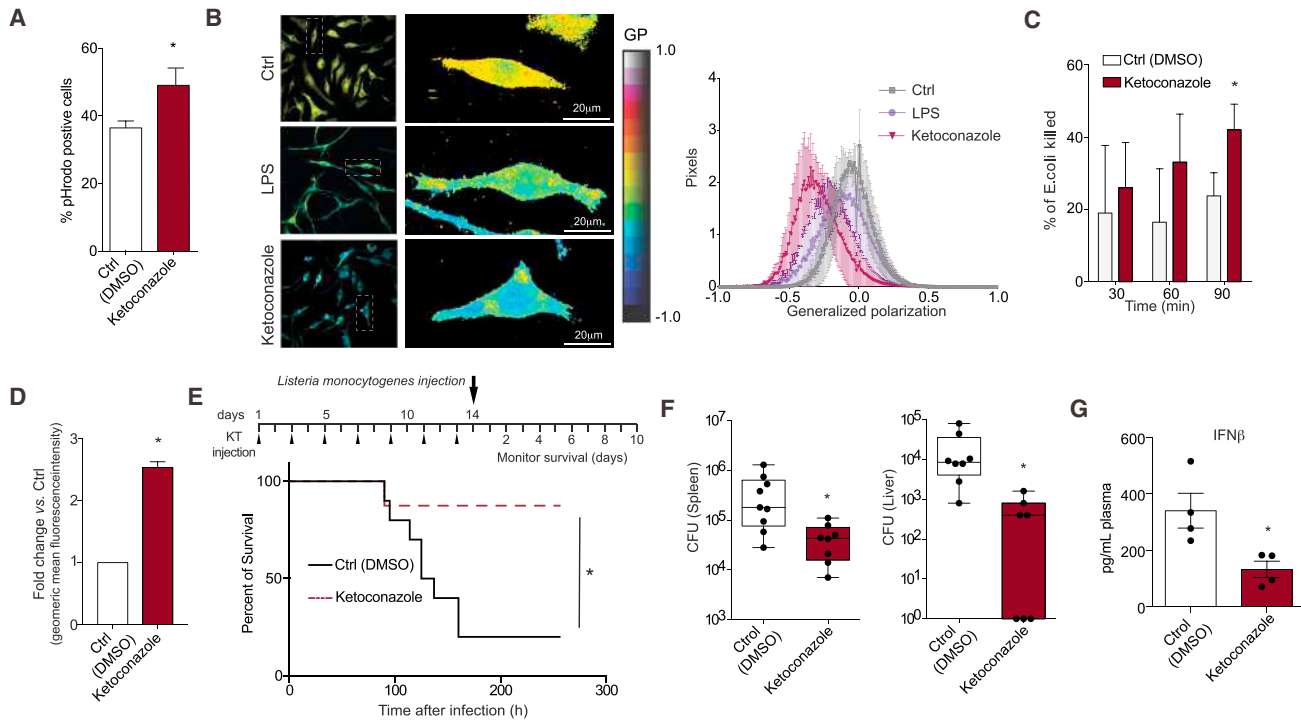 A
% pHrodo postive cells
60
40
20
0
*
Ctrl
(DMSO)
Ketoconazole
B
Ctrl
LPS
Ketoconazole
20µm
20µm
20µm
GP
1.0
-1.0
Pixels
4
3
2
1
0
Ctrl
LPS
Ketoconazole
-1.0
-0.5
0.0
0.5
1.0
Generalized polarization
C
% of E.coli killed
60
40
20
0
Ctrl (DMSO)
Ketoconazole
*
30
60
90
Time (min)
D
Fold change vs. Ctrl
(geomeric mean fluorescenceintensity)
3
2
1
0
*
Ctrl
(DMSO)
Ketoconazole
E
Listeria monocytogenes injection
days
1
5
10
14
KT
injection
2
4
6
8
10
Monitor survival (days)
Percent of Survival
100
50
0
Ctrl (DMSO)
Ketoconazole
*
0
100
200
300
Time after infection (h)
F
CFU (Spleen)
10⁷
10⁶
10⁵
10⁴
10³
*
Ctrol
(DMSO)
Ketoconazole
CFU (Liver)
10⁵
10⁴
10³
10²
10¹
10⁰
*
Ctrol
(DMSO)
Ketoconazole
G
IFNβ
pg/mL plasma
600
400
200
0
*
Ctrol
(DMSO)
Ketoconazole